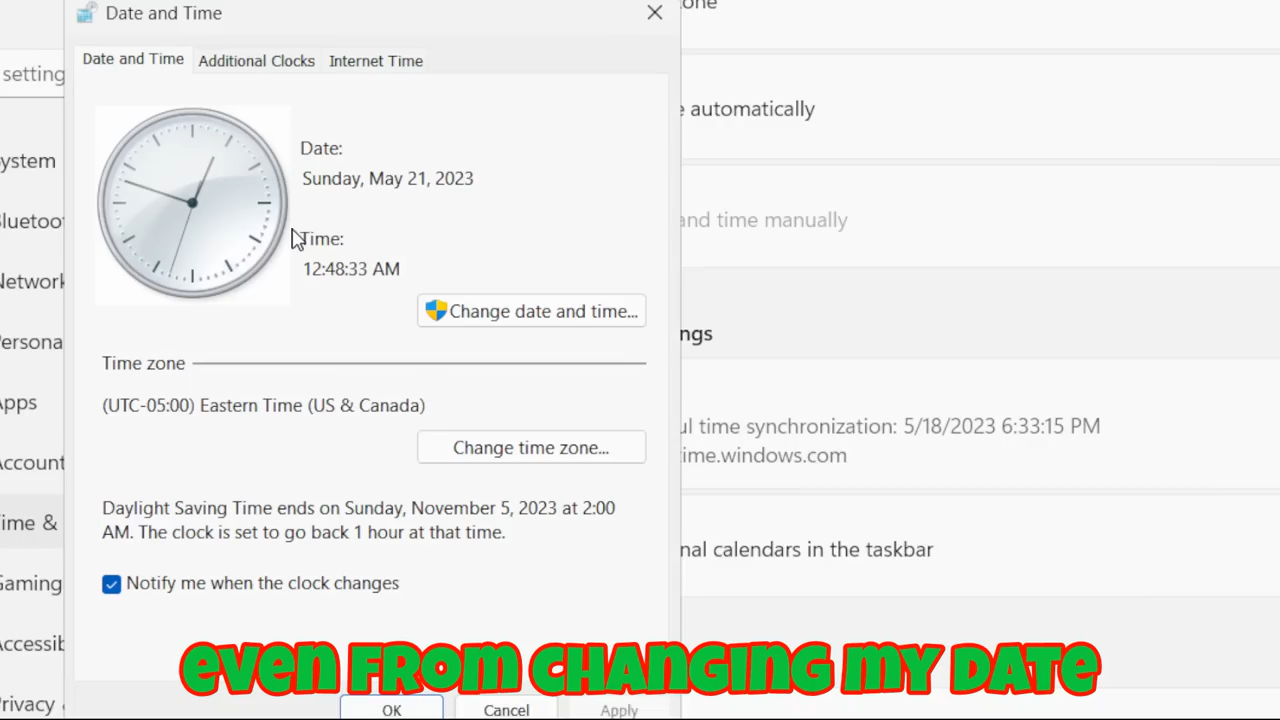 Date and Time
Date and Time
Additional Clocks
Internet Time
Date:
Sunday, May 21, 2023
Time:
12:48:33 AM
Change date and time...
Time zone
(UTC-05:00) Eastern Time (US & Canada)
Change time zone...
Daylight Saving Time ends on Sunday, November 5, 2023 at 2:00
AM. The clock is set to go back 1 hour at that time.
Notify me when the clock changes
OK
Cancel
Apply
setting
ystem
Bluetoo
Network
Persona
Apps
Account
ime &
Gaming
Accessib
Privacy
one
e automatically
and time manually
ngs
ul time synchronization: 5/18/2023 6:33:15 PM
time.windows.com
nal calendars in the taskbar
even from changing my date